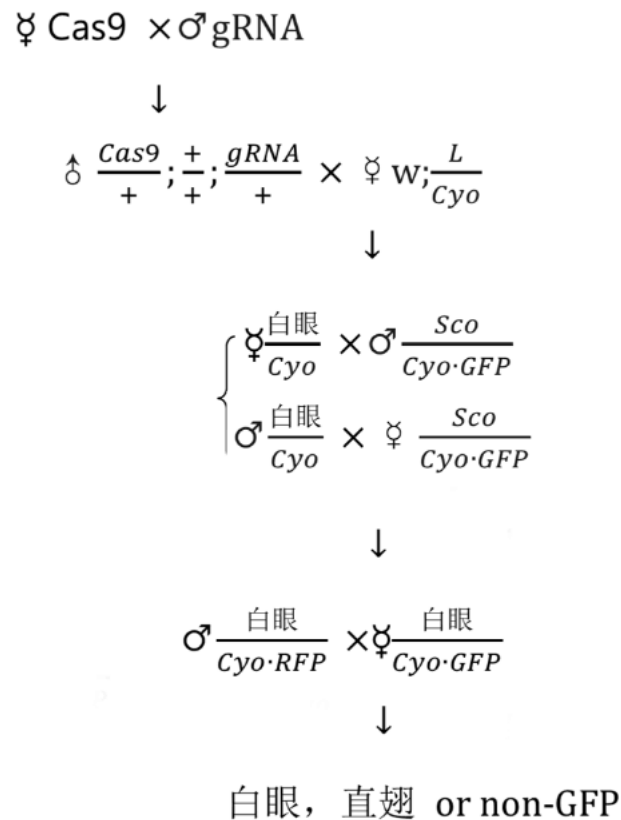 ☿ Cas9 ×♂gRNA
↓
♂ Cas9/+;+/+;gRNA/+ × ☿ w;L/Cyo
↓
☿白眼/Cyo ×♂ Sco/Cyo·GFP
♂白眼/Cyo × ☿ Sco/Cyo·GFP
↓
♂白眼/Cyo·RFP ×☿白眼/Cyo·GFP
↓
白眼，直翅 or non-GFP